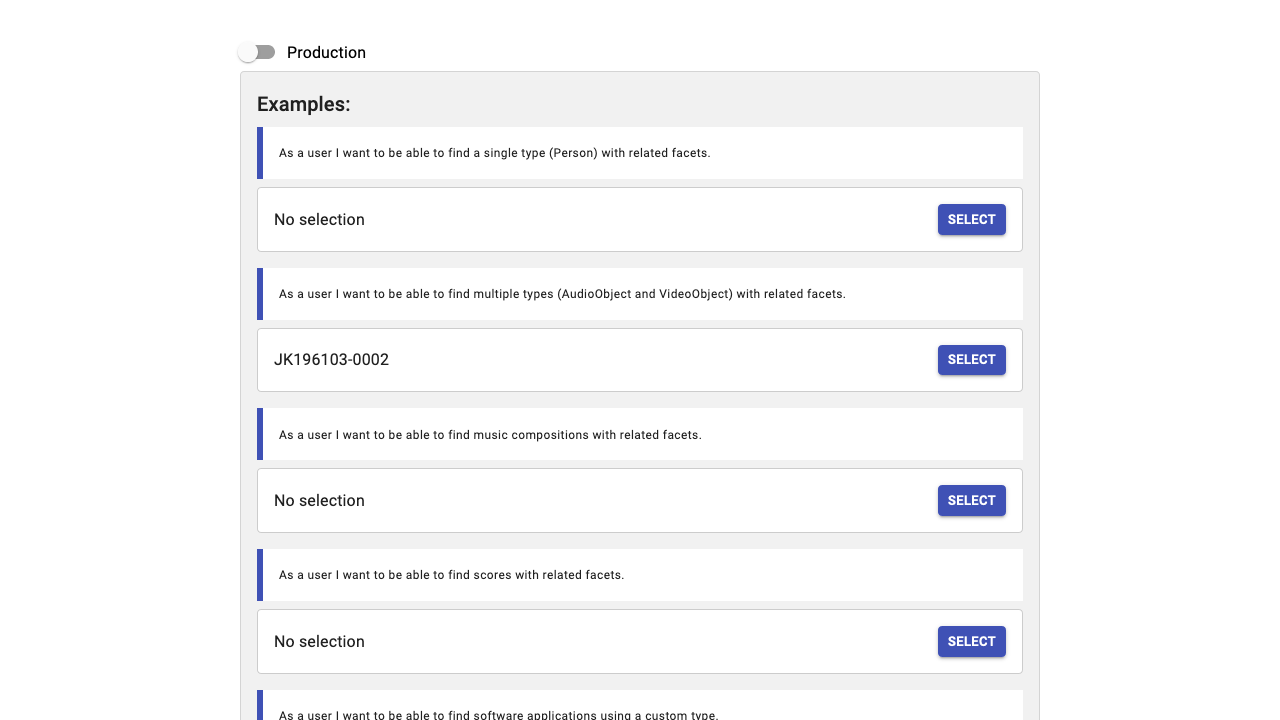 Production
Examples:
As a user I want to be able to find a single type (Person) with related facets.
No selection
SELECT
As a user I want to be able to find multiple types (AudioObject and VideoObject) with related facets.
JK196103-0002
SELECT
As a user I want to be able to find music compositions with related facets.
No selection
SELECT
As a user I want to be able to find scores with related facets.
No selection
SELECT
As a user I want to be able to find software applications using a custom type.